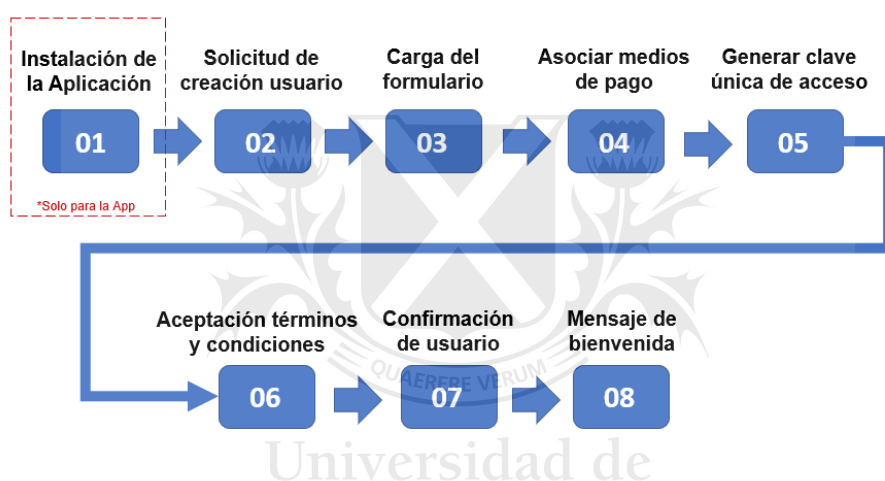 Instalación de
la Aplicación
01
*Solo para la App
Solicitud de
creación usuario
02
Carga del
formulario
03
Asociar medios
de pago
04
Generar clave
única de acceso
05
Aceptación términos
y condiciones
06
Confirmación
de usuario
07
Mensaje de
bienvenida
08
QUAERERE VERUM
Universidad de